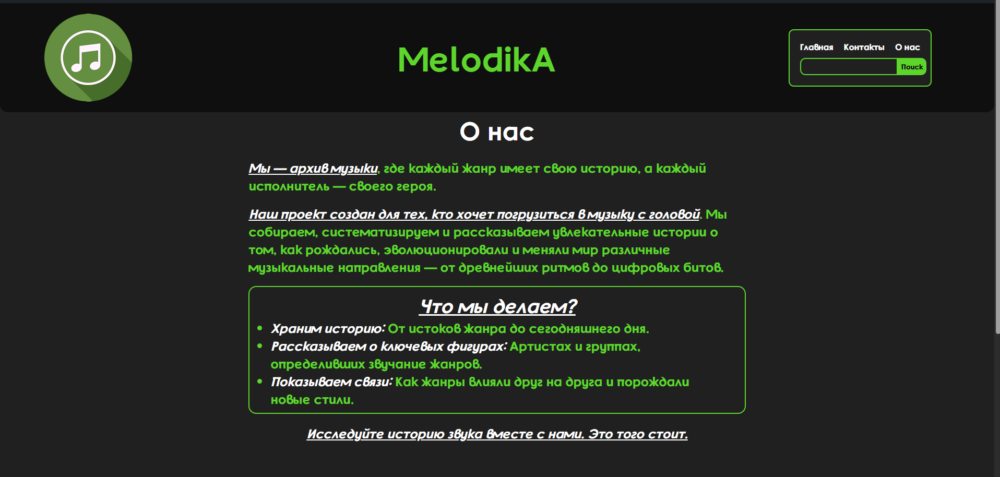 MelodikA
Главная Контакты О нас
Поиск
О нас
Мы — архив музыки, где каждый жанр имеет свою историю, а каждый
исполнитель — своего героя.
Наш проект создан для тех, кто хочет погрузиться в музыку с головой. Мы
собираем, систематизируем и рассказываем увлекательные истории о
том, как рождались, эволюционировали и меняли мир различные
музыкальные направления — от древнейших ритмов до цифровых битов.
Что мы делаем?
• Храним историю: От истоков жанра до сегодняшнего дня.
• Рассказываем о ключевых фигурах: Артистах и группах,
определивших звучание жанров.
• Показываем связи: Как жанры влияли друг на друга и порождали
новые стили.
Исследуйте историю звука вместе с нами. Это того стоит.